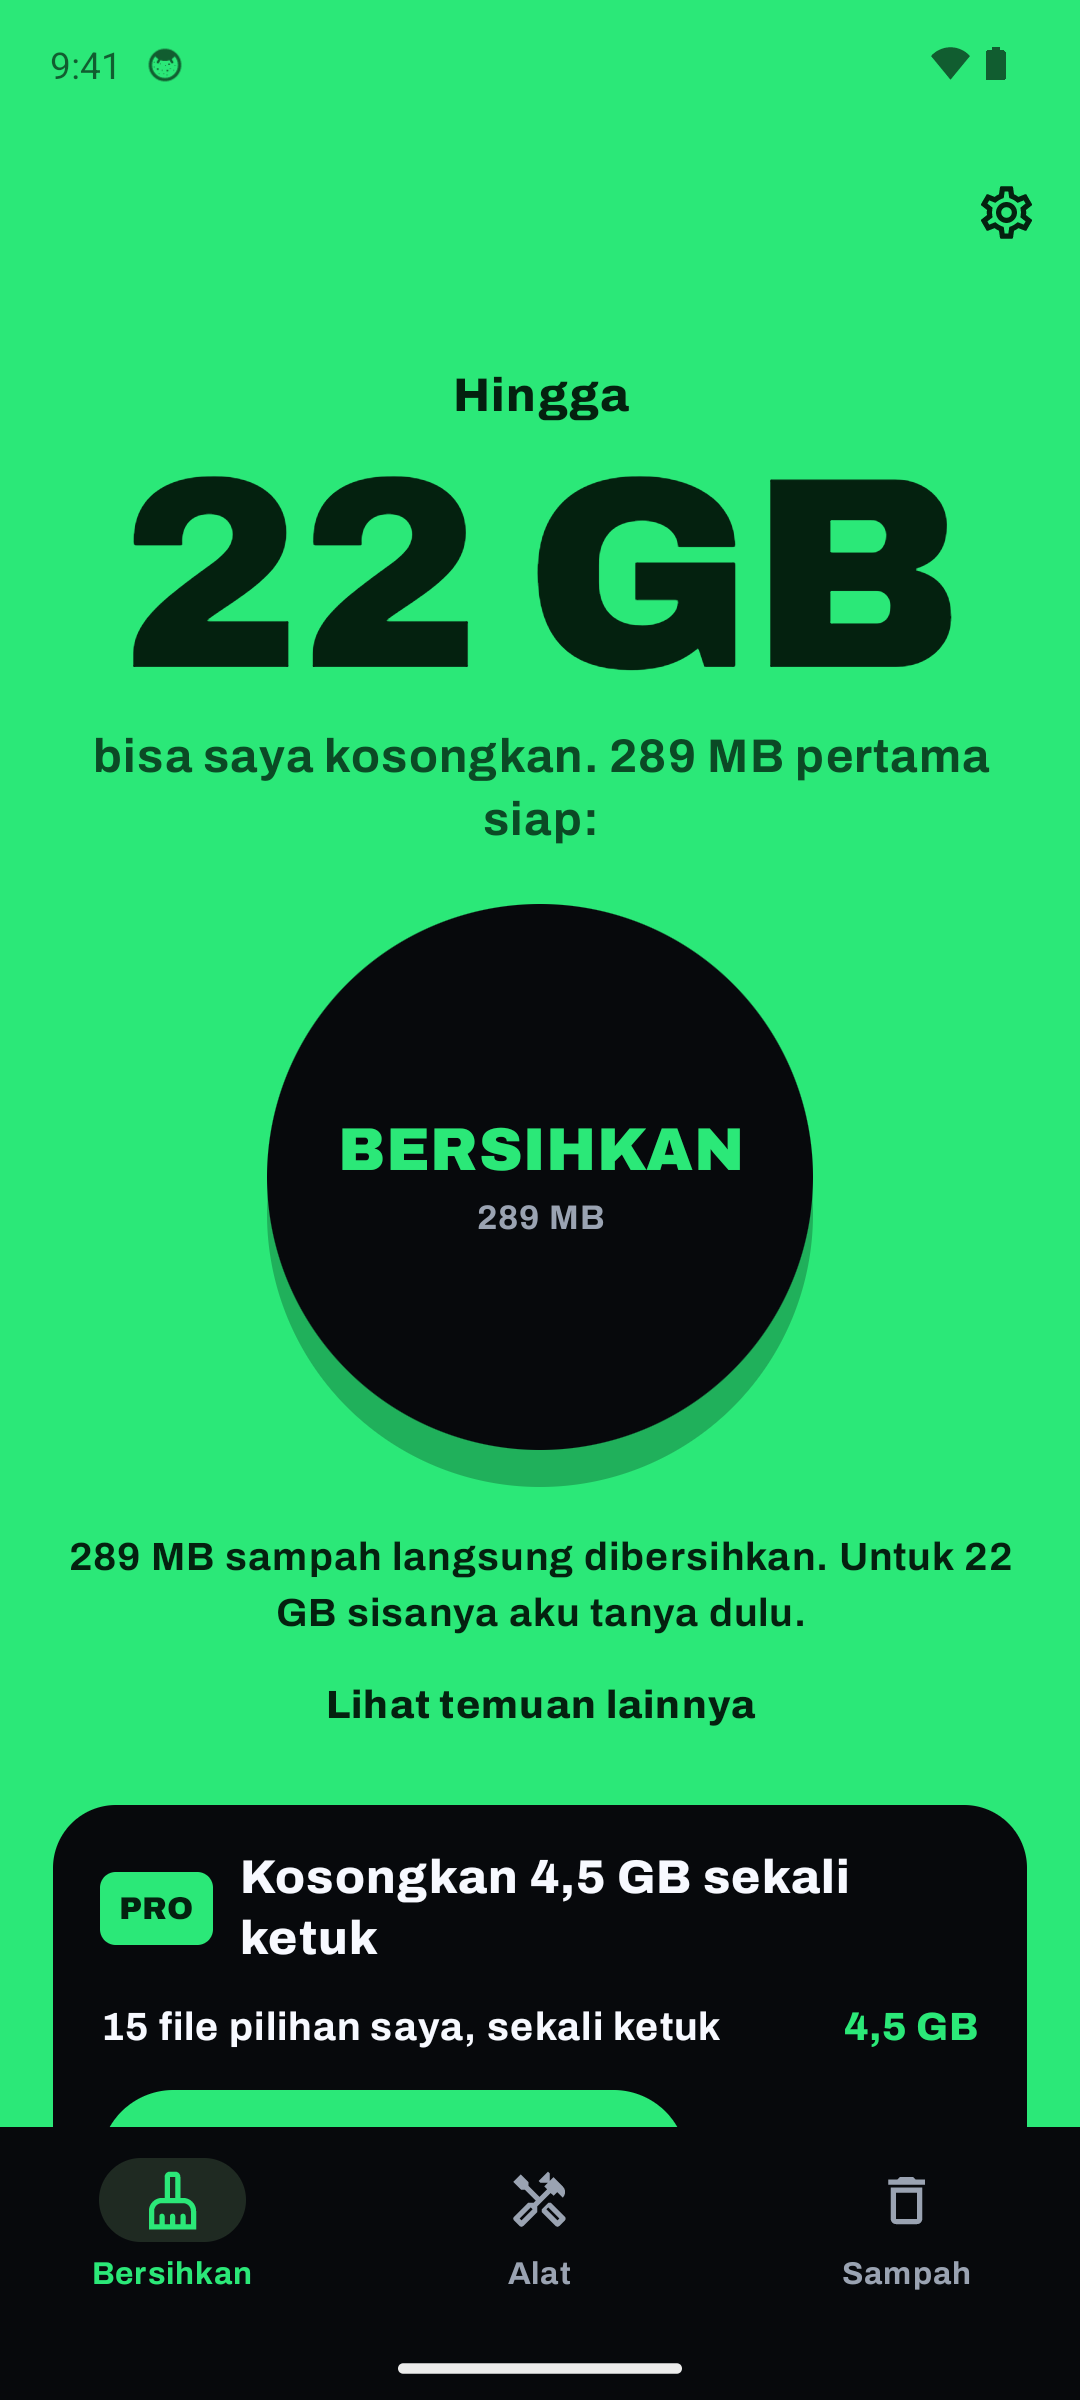 9:41
Hingga
22 GB
bisa saya kosongkan. 289 MB pertama
siap:
BERSIHKAN
289 MB
289 MB sampah langsung dibersihkan. Untuk 22
GB sisanya aku tanya dulu.
Lihat temuan lainnya
PRO
Kosongkan 4,5 GB sekali
ketuk
15 file pilihan saya, sekali ketuk
4,5 GB
Bersihkan
Alat
Sampah